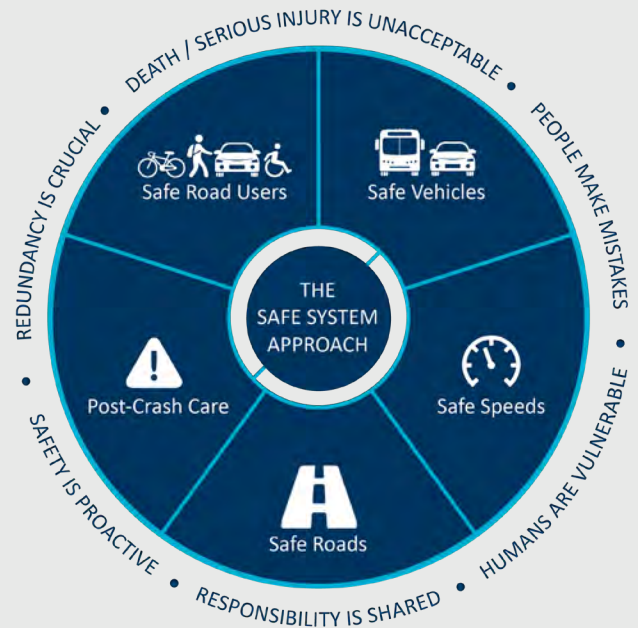 DEATH / SERIOUS INJURY IS UNACCEPTABLE
PEOPLE MAKE MISTAKES
HUMANS ARE VULNERABLE
RESPONSIBILITY IS SHARED
SAFETY IS PROACTIVE
REDUNDANCY IS CRUCIAL
Safe Road Users
Safe Vehicles
THE
SAFE SYSTEM
APPROACH
Post-Crash Care
Safe Speeds
Safe Roads